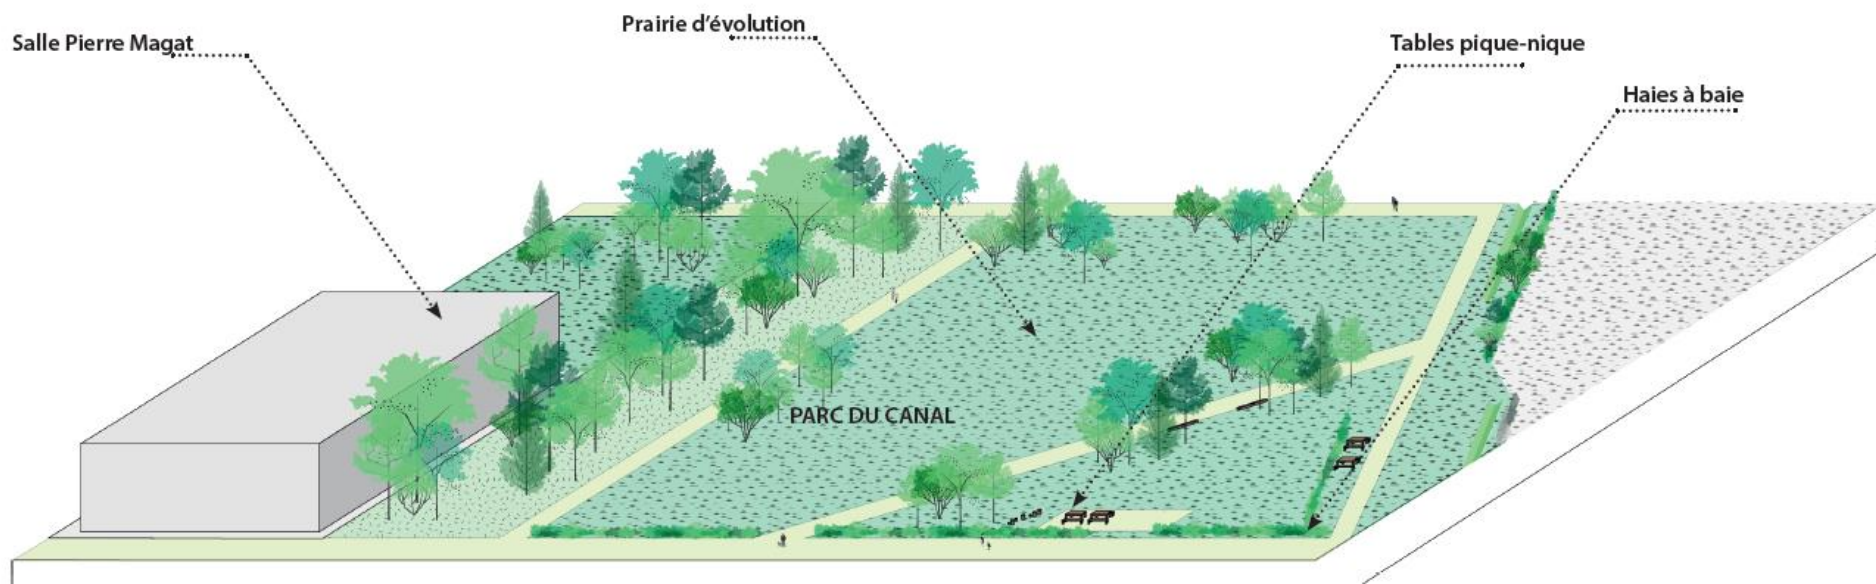 Salle Pierre Magat
Prairie d'évolution
Tables pique-nique
Haies à baie
PARC DU CANAL